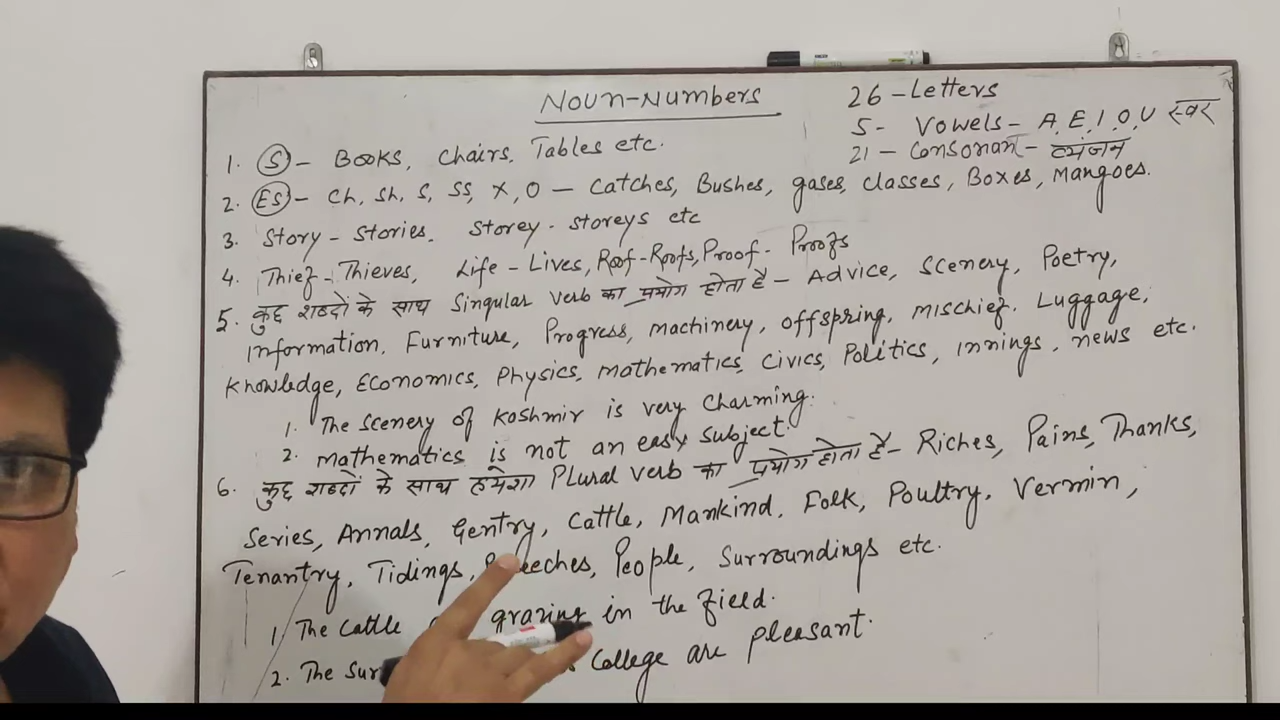 Noun-Numbers
26 - Letters
5 - Vowels - A, E, I, O, U स्वर
21 - Consonan - व्यंजन
1. (S) - Books, Chairs, Tables etc.
2. (ES) - Ch, Sh, S, SS, X, O - Catches, Bushes, gases, Classes, Boxes, Mangoes.
3. Story - Stories. Storey - Storeys etc
4. Thief - Thieves, Life - Lives, Roof - Roofs, Proof - Proofs
5. कुछ शब्दों के साथ Singular verb का प्रयोग होता है - Advice, Scenery, Poetry,
Information, Furniture, Progress, Machinery, Offspring, Mischief. Luggage,
Knowledge, Economics, Physics, Mathematics, Civics, Politics, Innings, News etc.
1. The Scenery of Kashmir is very Charming.
2. Mathematics is not an easy Subject.
6. कुछ शब्दों के साथ हमेशा Plural verb का प्रयोग होता है - Riches, Pains, Thanks,
Series, Annals, Gentry, Cattle, Mankind, Folk, Poultry, Vermin,
Tenantry, Tidings, People, Surroundings etc.
1. The Cattle grazing in the field.
2. The College are pleasant.